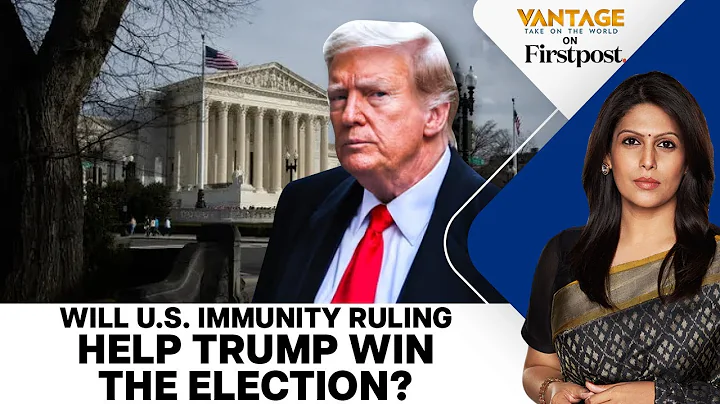 VANTAGE
TAKE ON THE WORLD
ON
Firstpost.
WILL U.S. IMMUNITY RULING
HELP TRUMP WIN
THE ELECTION?